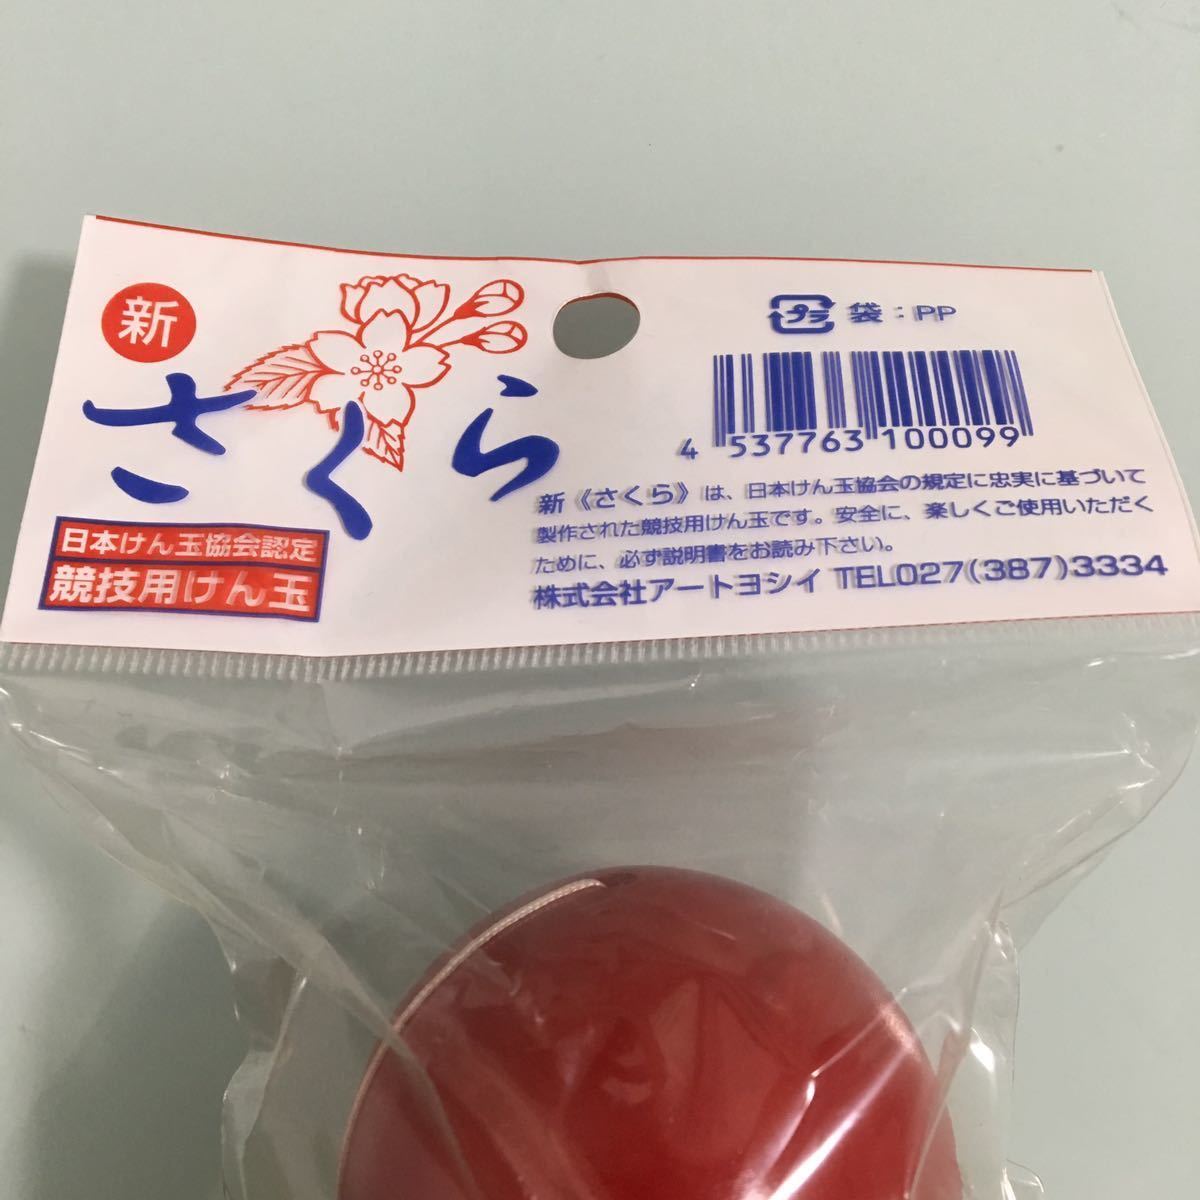 新
さくら
日本けん玉協会認定
競技用けん玉
プラ 袋：PP
4 537763 100099
新《さくら》は、日本けん玉協会の規定に忠実に基づいて
製作された競技用けん玉です。安全に、楽しくご使用いただく
ために、必ず説明書をお読み下さい。
株式会社アートヨシイ TEL027(387)3334